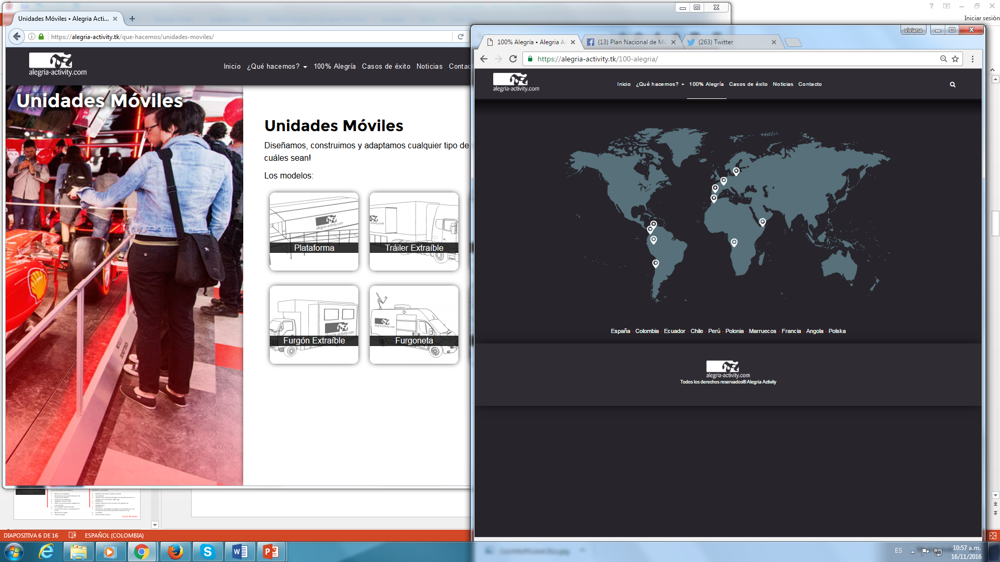 Iniciar sesión
Unidades Móviles • Alegria Acti...
https://alegria-activity.tk/que-hacemos/unidades-moviles/
alegria-activity.com
Inicio ¿Qué hacemos? 100% Alegría Casos de éxito Noticias Contac
Unidades Móviles
Unidades Móviles
Diseñamos, construimos y adaptamos cualquier tipo de
cuáles sean!
Los modelos:
Plataforma
Tráiler Extraíble
Furgón Extraíble
Furgoneta
viviana
100% Alegría • Alegria A
(13) Plan Nacional de Mú
(263) Twitter
https://alegria-activity.tk/100-alegria/
alegria-activity.com
Inicio ¿Qué hacemos? 100% Alegría Casos de éxito Noticias Contacto
España - Colombia - Ecuador - Chile - Perú - Polonia - Marruecos - Francia - Angola - Polska
alegria-activity.com
Todos los derechos reservados® Alegria Activity
Casos de éxito
DIAPOSITIVA 6 DE 16 ESPAÑOL (COLOMBIA)
ES
10:57 a.m.
16/11/2016